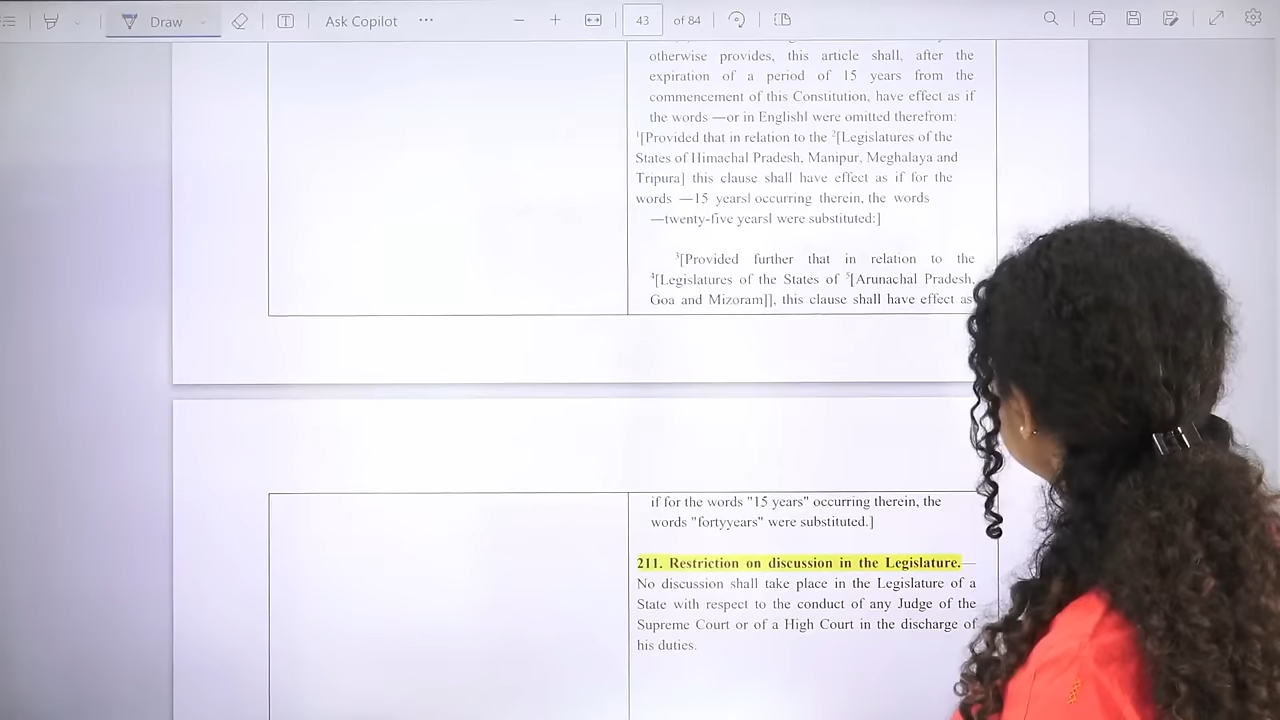 Draw
Ask Copilot
43 of 84
otherwise provides, this article shall, after the
expiration of a period of 15 years from the
commencement of this Constitution, have effect as if
the words ―or in English‖ were omitted therefrom:
1[Provided that in relation to the 2[Legislatures of the
States of Himachal Pradesh, Manipur, Meghalaya and
Tripura] this clause shall have effect as if for the
words ―15 years‖ occurring therein, the words
―twenty-five years‖ were substituted:]
3[Provided further that in relation to the
4[Legislatures of the States of 5[Arunachal Pradesh,
Goa and Mizoram]], this clause shall have effect as
if for the words "15 years" occurring therein, the
words "fortyyears" were substituted.]
211. Restriction on discussion in the Legislature.—
No discussion shall take place in the Legislature of a
State with respect to the conduct of any Judge of the
Supreme Court or of a High Court in the discharge of
his duties.